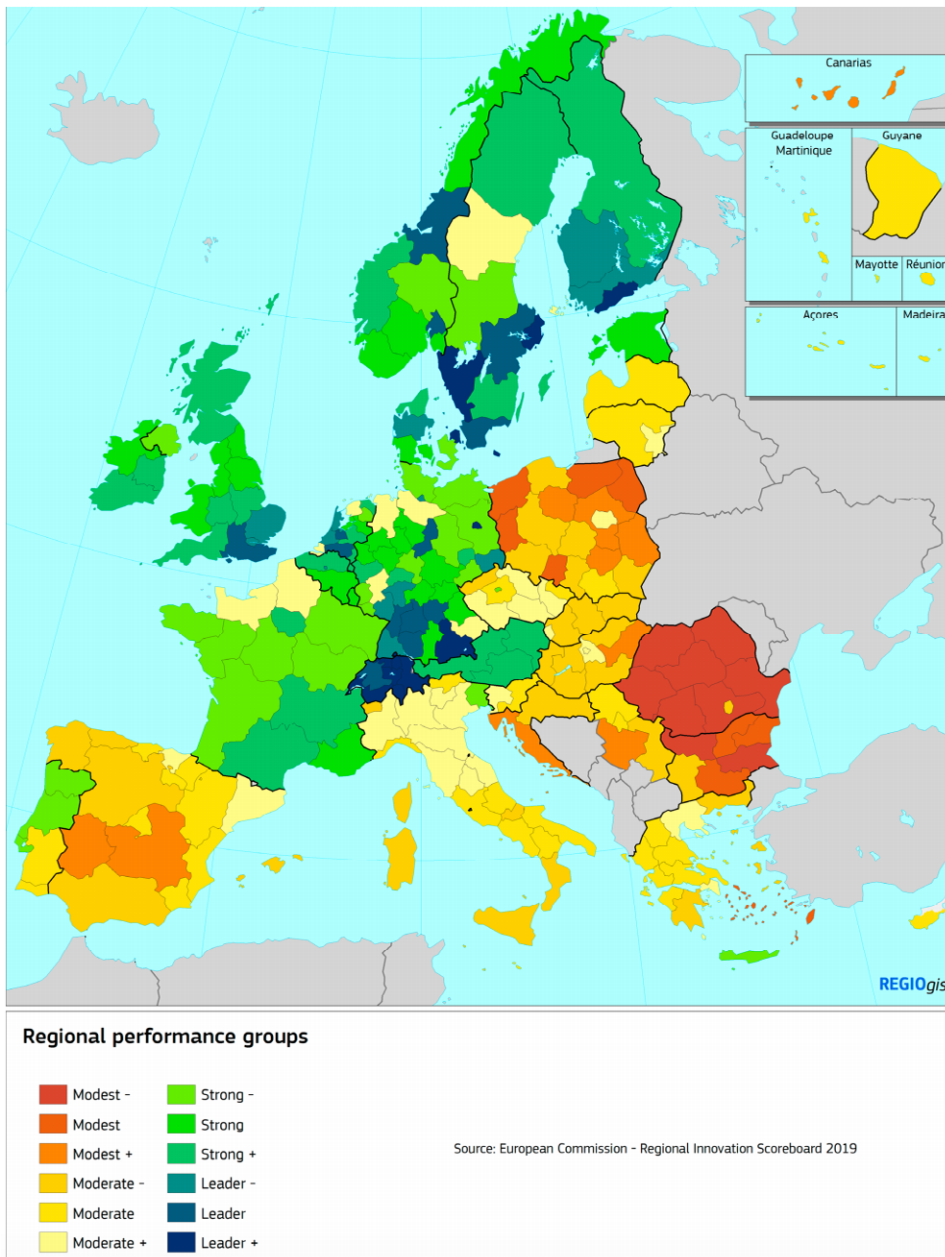 Canarias
Guadeloupe
Martinique
Guyane
Mayotte
Réunion
Açores
Madeira
REGIOgis
Regional performance groups
Modest -
Modest
Modest +
Moderate -
Moderate
Moderate +
Strong -
Strong
Strong +
Leader -
Leader
Leader +
Source: European Commission - Regional Innovation Scoreboard 2019